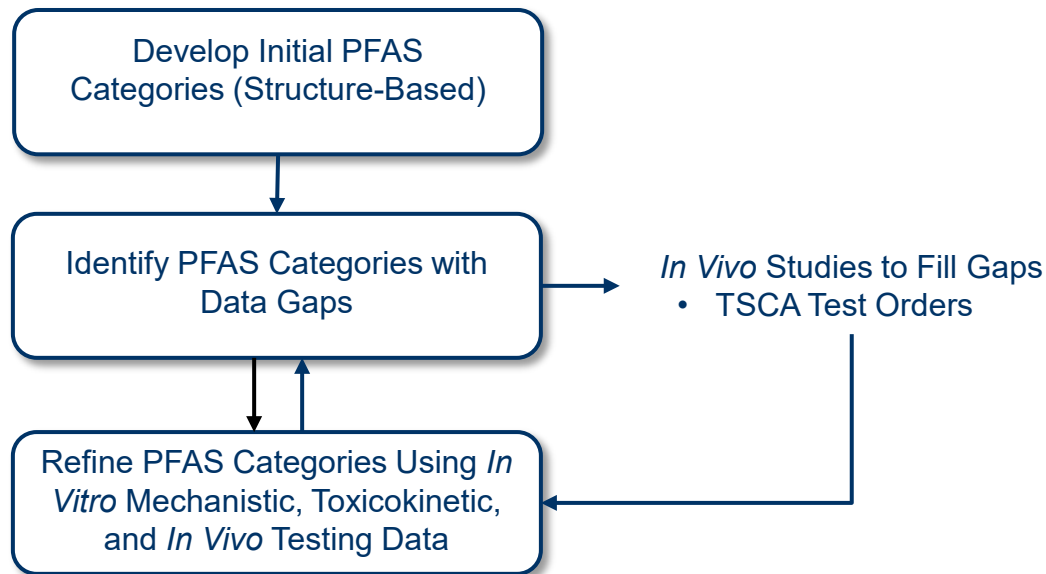 Develop Initial PFAS
Categories (Structure-Based)
Identify PFAS Categories with
Data Gaps
In Vivo Studies to Fill Gaps
• TSCA Test Orders
Refine PFAS Categories Using In
Vitro Mechanistic, Toxicokinetic,
and In Vivo Testing Data